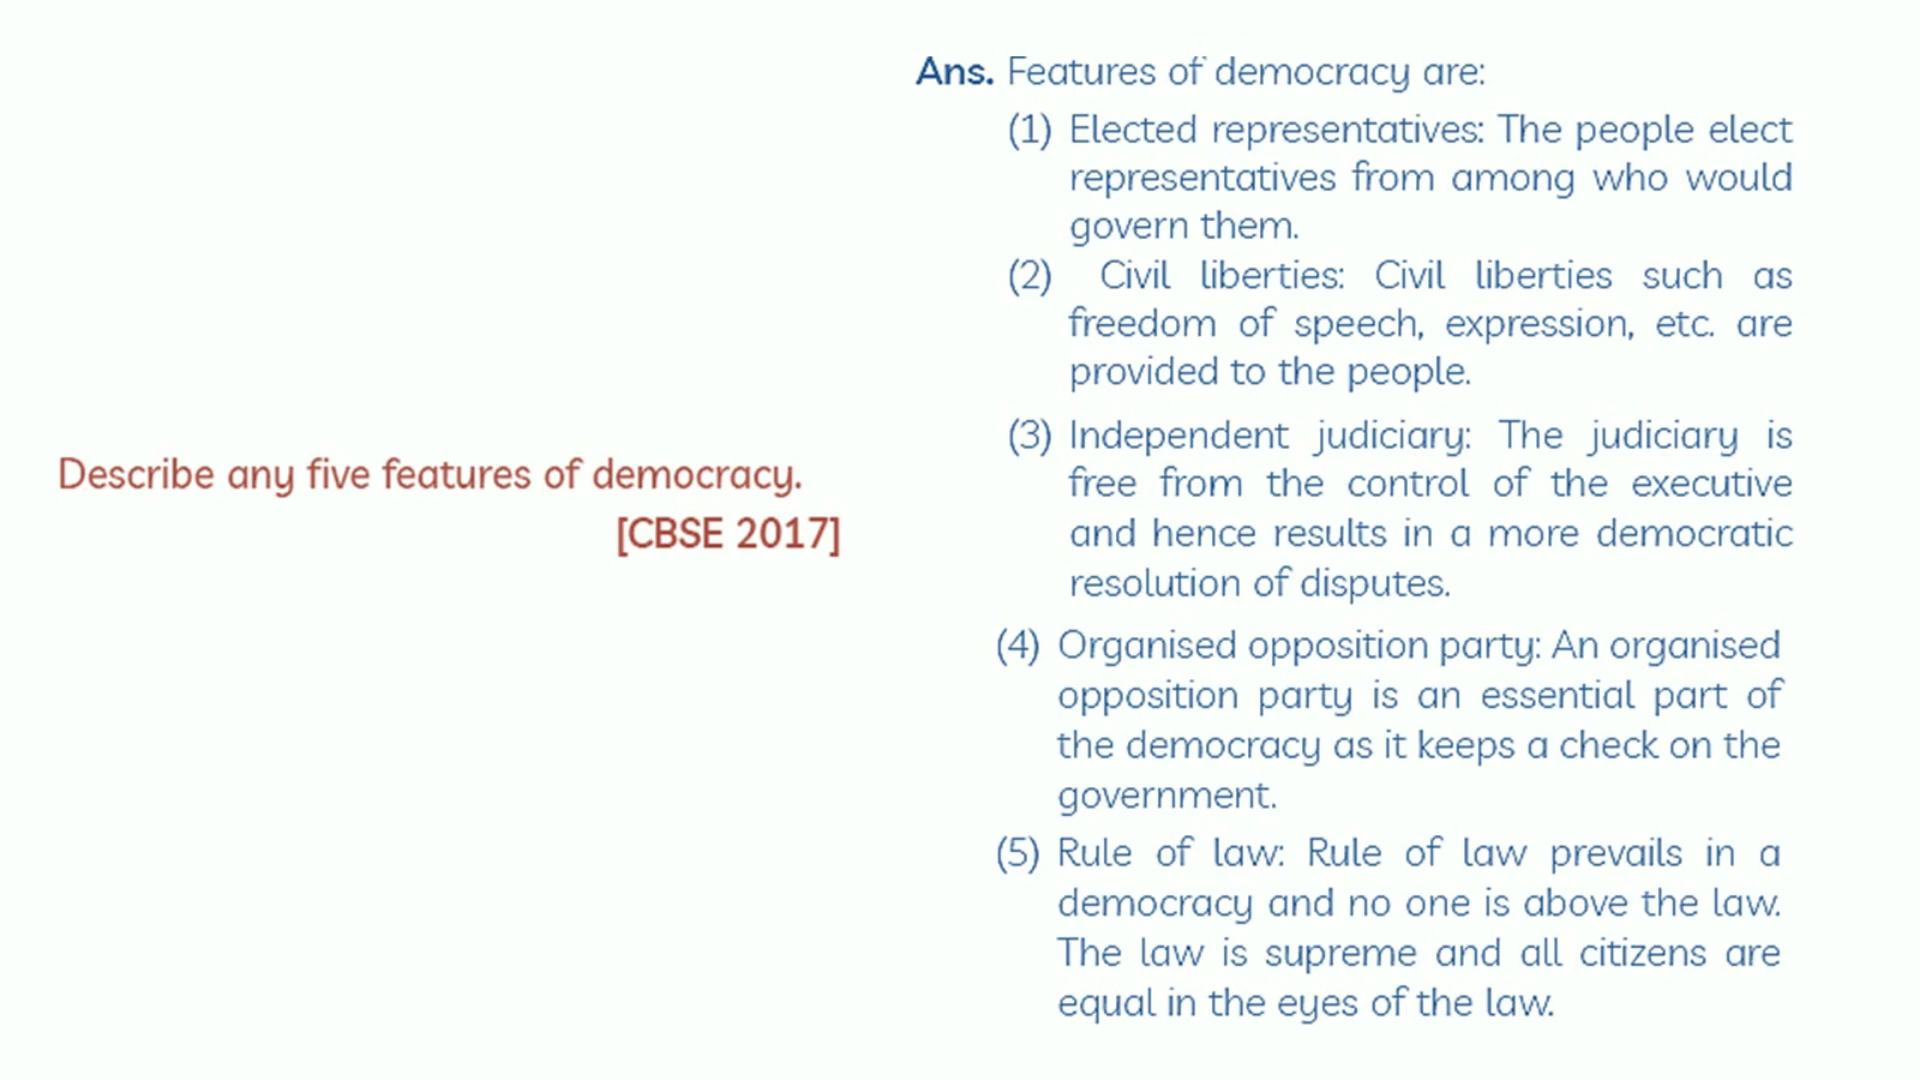 Describe any five features of democracy.
[CBSE 2017]
Ans. Features of democracy are:
(1) Elected representatives: The people elect
representatives from among who would
govern them.
(2) Civil liberties: Civil liberties such as
freedom of speech, expression, etc. are
provided to the people.
(3) Independent judiciary: The judiciary is
free from the control of the executive
and hence results in a more democratic
resolution of disputes.
(4) Organised opposition party: An organised
opposition party is an essential part of
the democracy as it keeps a check on the
government.
(5) Rule of law: Rule of law prevails in a
democracy and no one is above the law.
The law is supreme and all citizens are
equal in the eyes of the law.